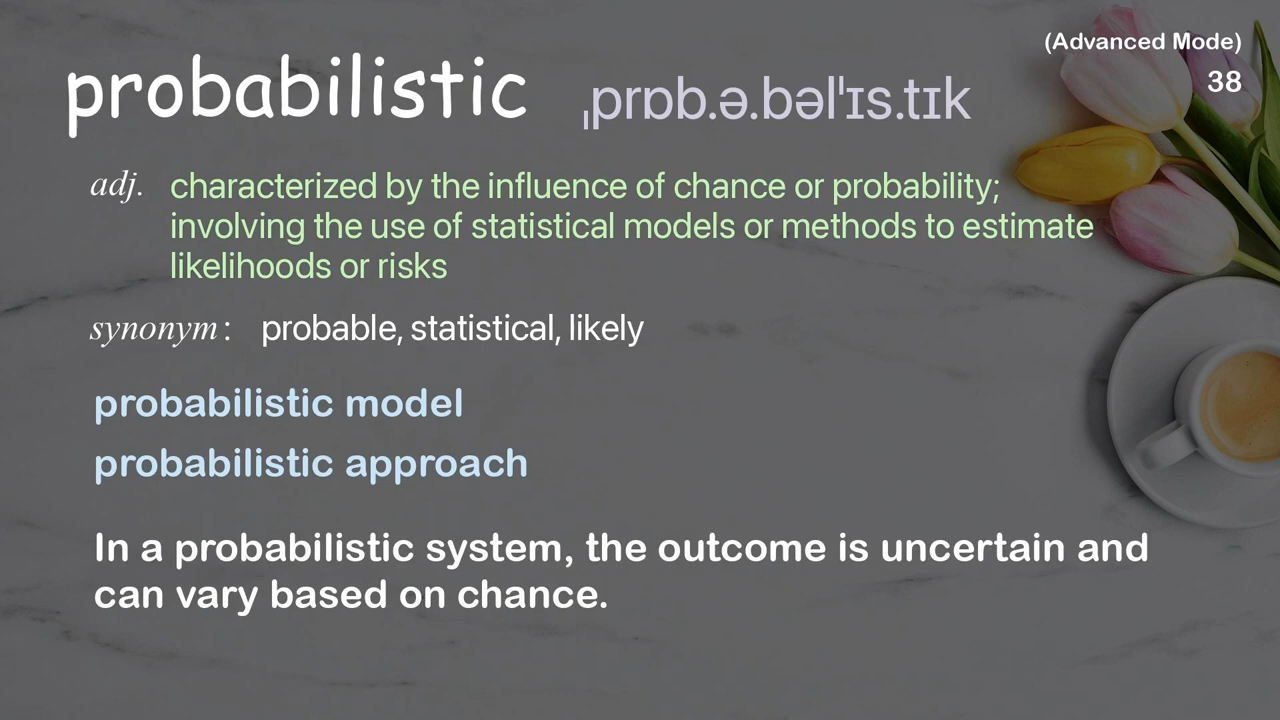 (Advanced Mode)
38
probabilistic ˌprɒb.ə.bəlˈɪs.tɪk
adj. characterized by the influence of chance or probability;
involving the use of statistical models or methods to estimate
likelihoods or risks
synonym: probable, statistical, likely
probabilistic model
probabilistic approach
In a probabilistic system, the outcome is uncertain and
can vary based on chance.